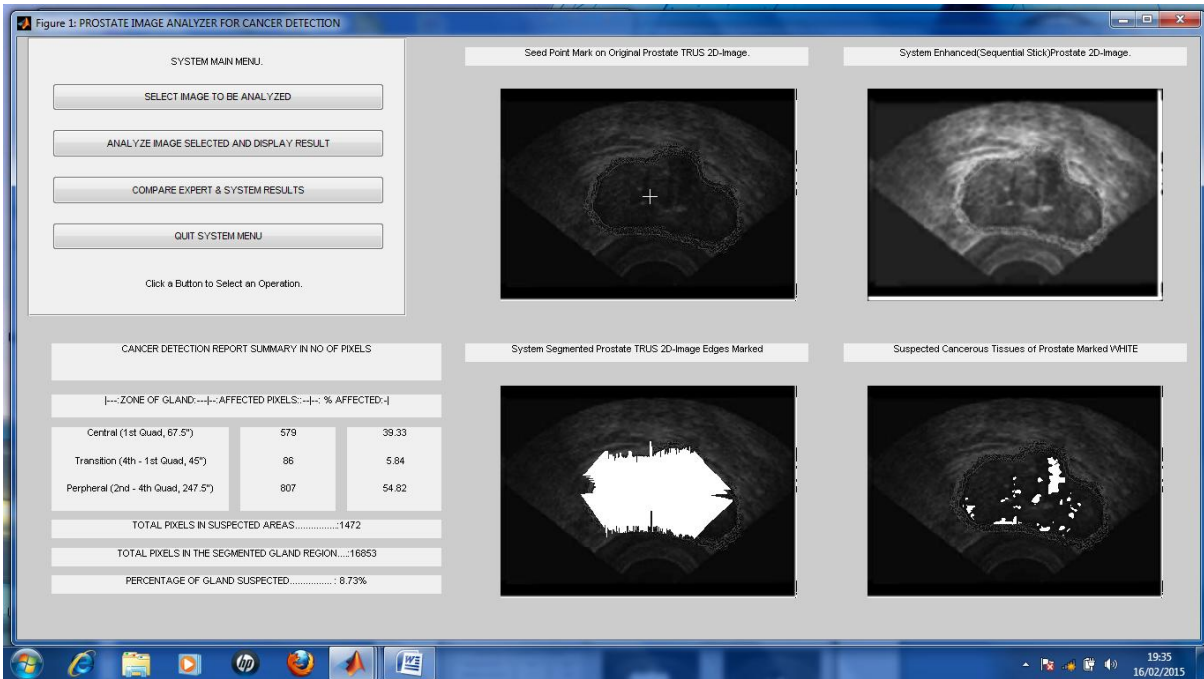 Figure 1: PROSTATE IMAGE ANALYZER FOR CANCER DETECTION
SYSTEM MAIN MENU.
SELECT IMAGE TO BE ANALYZED
ANALYZE IMAGE SELECTED AND DISPLAY RESULT
COMPARE EXPERT & SYSTEM RESULTS
QUIT SYSTEM MENU
Click a Button to Select an Operation.
Seed Point Mark on Original Prostate TRUS 2D-Image.
System Enhanced(Sequential Stick)Prostate 2D-Image.
CANCER DETECTION REPORT SUMMARY IN NO OF PIXELS
|---:ZONE OF GLAND:---|--:AFFECTED PIXELS::--|--: % AFFECTED:-|
Central (1st Quad, 67.5") 579 39.33
Transition (4th - 1st Quad, 45") 86 5.84
Perpheral (2nd - 4th Quad, 247.5") 807 54.82
TOTAL PIXELS IN SUSPECTED AREAS...............:1472
TOTAL PIXELS IN THE SEGMENTED GLAND REGION....:16853
PERCENTAGE OF GLAND SUSPECTED................ : 8.73%
System Segmented Prostate TRUS 2D-Image Edges Marked
Suspected Cancerous Tissues of Prostate Marked WHITE
hp
W
19:35
16/02/2015